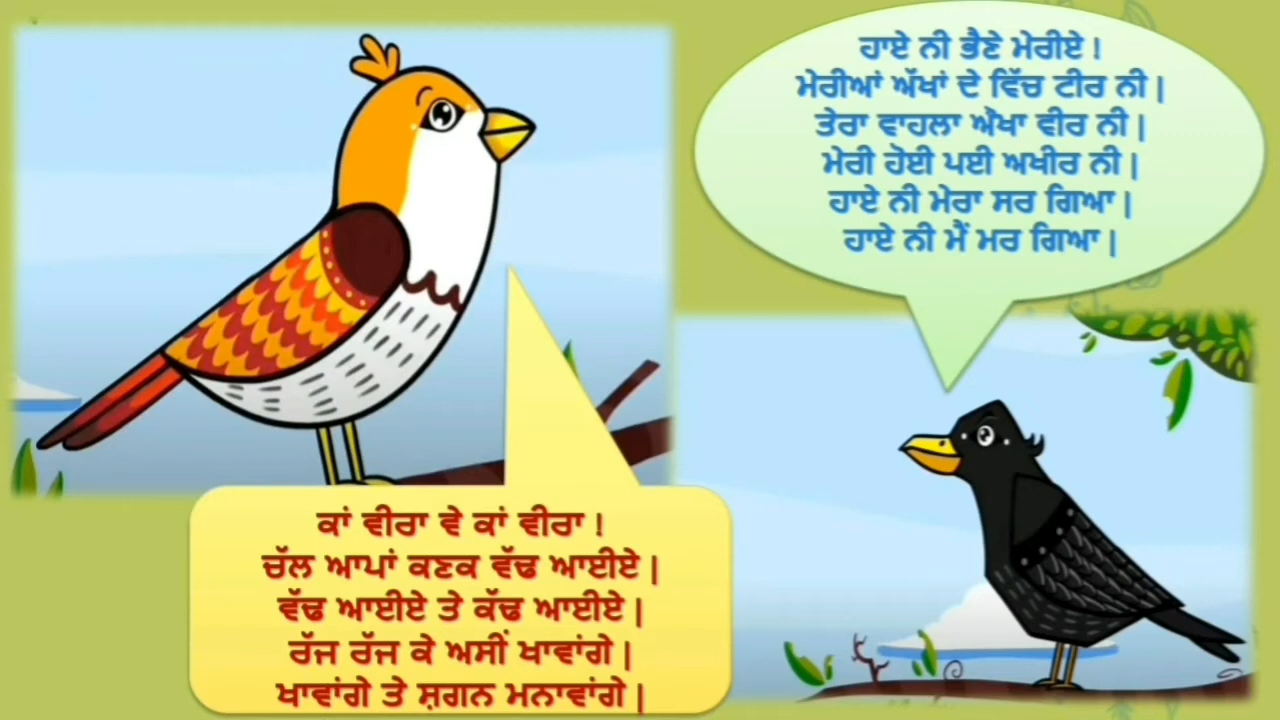 ਕਾਂ ਵੀਰਾ ਵੇ ਕਾਂ ਵੀਰਾ !
ਚੱਲ ਆਪਾਂ ਕਣਕ ਵੱਢ ਆਈਏ |
ਵੱਢ ਆਈਏ ਤੇ ਕੱਢ ਆਈਏ |
ਰੱਜ ਰੱਜ ਕੇ ਅਸੀਂ ਖਾਵਾਂਗੇ |
ਖਾਵਾਂਗੇ ਤੇ ਸ਼ਗਨ ਮਨਾਵਾਂਗੇ |
ਹਾਏ ਨੀ ਭੈਣੇ ਮੇਰੀਏ !
ਮੇਰੀਆਂ ਅੱਖਾਂ ਦੇ ਵਿੱਚ ਟੀਰ ਨੀ |
ਤੇਰਾ ਵਾਹਲਾ ਔਖਾ ਵੀਰ ਨੀ |
ਮੇਰੀ ਹੋਈ ਪਈ ਅਖੀਰ ਨੀ |
ਹਾਏ ਨੀ ਮੇਰਾ ਸਰ ਗਿਆ |
ਹਾਏ ਨੀ ਮੈਂ ਮਰ ਗਿਆ |